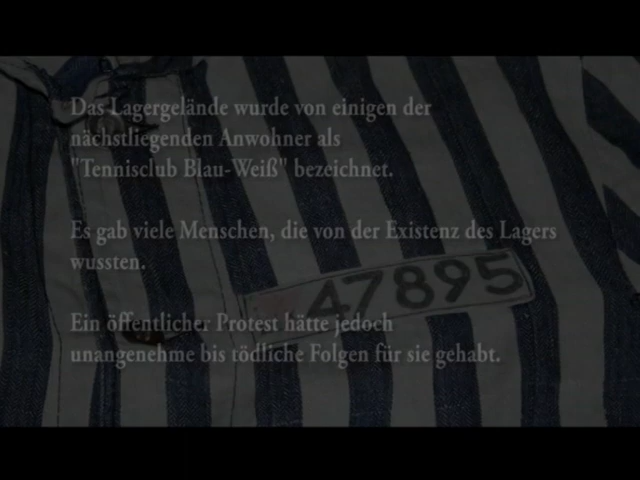 Das Lagergelände wurde von einigen der
nächstliegenden Anwohner als
"Tennisclub Blau-Weiß" bezeichnet.
Es gab viele Menschen, die von der Existenz des Lagers
wussten.
47895
Ein öffentlicher Protest hätte jedoch
unangenehme bis tödliche Folgen für sie gehabt.